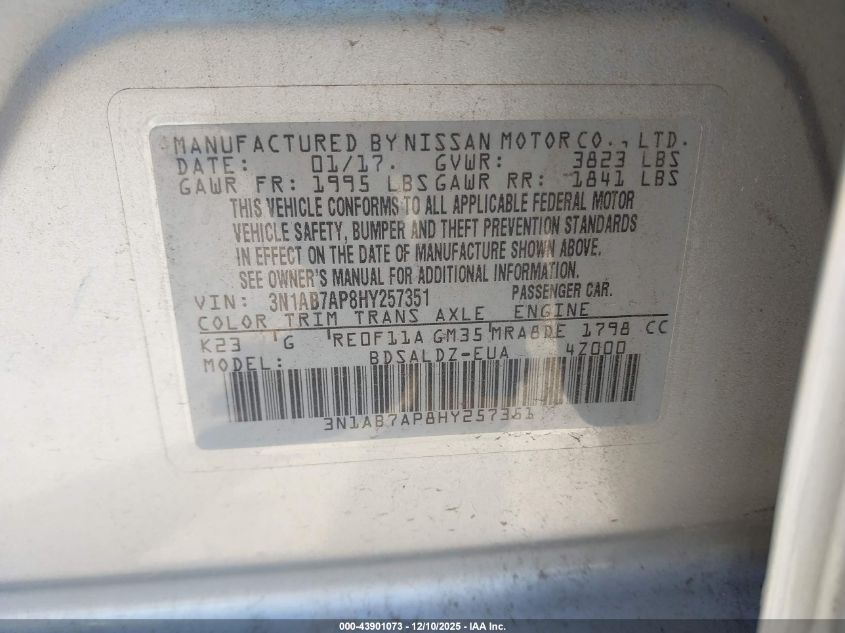 MANUFACTURED BY NISSAN MOTOR CO., LTD.
DATE: 01/17. GVWR: 3823 LBS
GAWR FR: 1995 LBS GAWR RR: 1841 LBS
THIS VEHICLE CONFORMS TO ALL APPLICABLE FEDERAL MOTOR
VEHICLE SAFETY, BUMPER AND THEFT PREVENTION STANDARDS
IN EFFECT ON THE DATE OF MANUFACTURE SHOWN ABOVE.
SEE OWNER'S MANUAL FOR ADDITIONAL INFORMATION.
VIN: 3N1AB7AP8HY257351 PASSENGER CAR.
COLOR TRIM TRANS AXLE ENGINE
K23 G RE0F11A GM35 MRA8DE 1798 CC
MODEL: BDSALDZ-EUA 4Z000
3N1AB7AP8HY257351
000-43901073 - 12/10/2025 - IAA Inc.